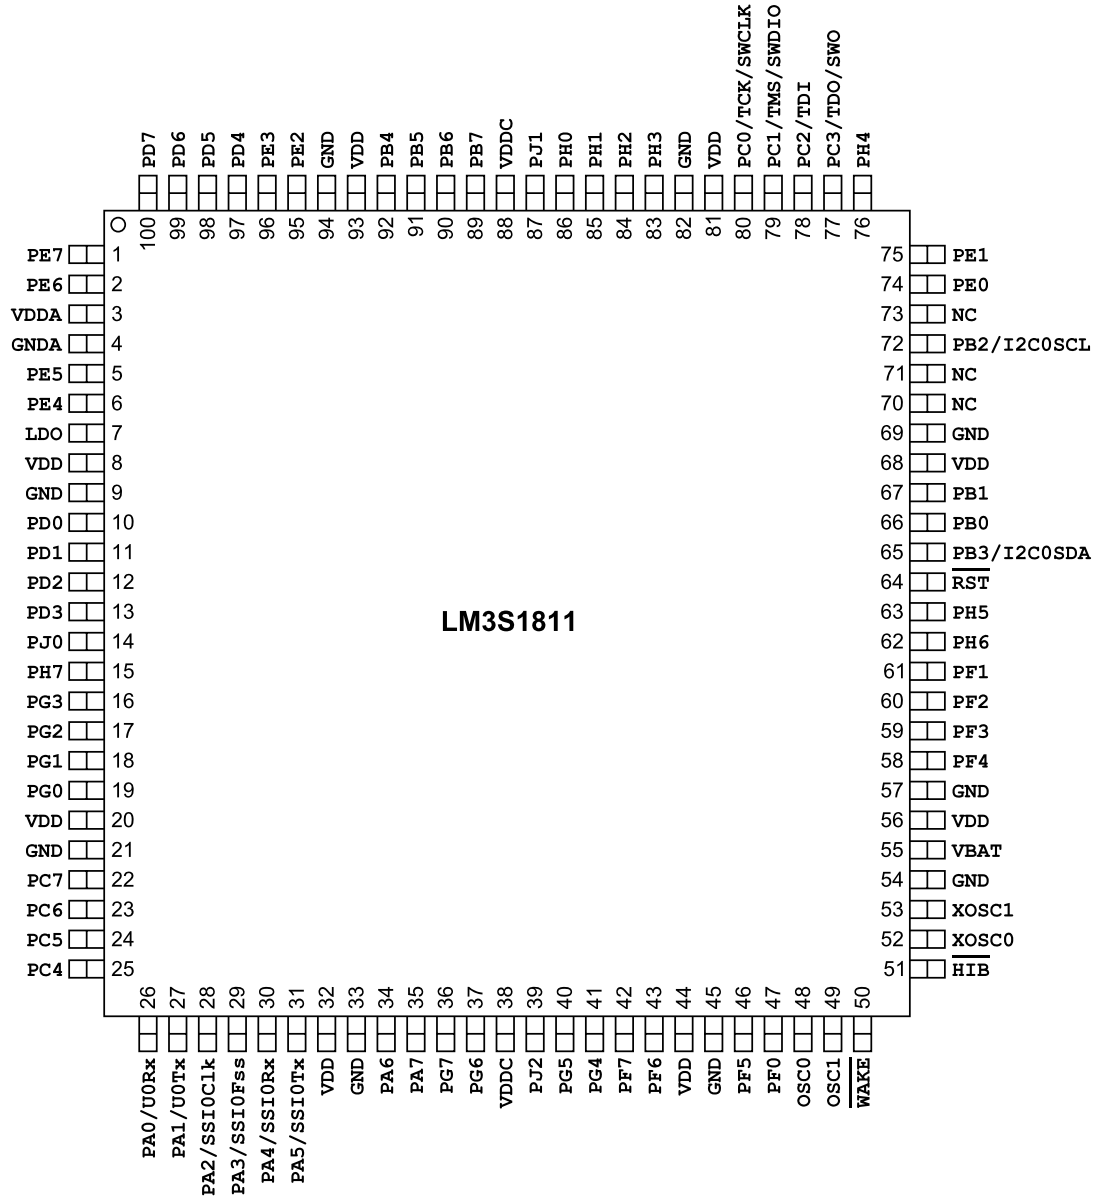 PD7
PD6
PD5
PD4
PE3
PE2
GND
VDD
PB4
PB5
PB6
PB7
VDDC
PJ1
PH0
PH1
PH2
PH3
GND
VDD
PC0/TCK/SWCLK
PC1/TMS/SWDIO
PC2/TDI
PC3/TDO/SWO
PH4
100
99
98
97
96
95
94
93
92
91
90
89
88
87
86
85
84
83
82
81
80
79
78
77
76
PE7 1
PE6 2
VDDA 3
GNDA 4
PE5 5
PE4 6
LDO 7
VDD 8
GND 9
PD0 10
PD1 11
PD2 12
PD3 13
PJ0 14
PH7 15
PG3 16
PG2 17
PG1 18
PG0 19
VDD 20
GND 21
PC7 22
PC6 23
PC5 24
PC4 25
LM3S1811
75 PE1
74 PE0
73 NC
72 PB2/I2C0SCL
71 NC
70 NC
69 GND
68 VDD
67 PB1
66 PB0
65 PB3/I2C0SDA
64 RST
63 PH5
62 PH6
61 PF1
60 PF2
59 PF3
58 PF4
57 GND
56 VDD
55 VBAT
54 GND
53 XOSC1
52 XOSC0
51 HIB
26
27
28
29
30
31
32
33
34
35
36
37
38
39
40
41
42
43
44
45
46
47
48
49
50
PA0/U0Rx
PA1/U0Tx
PA2/SSI0Clk
PA3/SSI0Fss
PA4/SSI0Rx
PA5/SSI0Tx
VDD
GND
PA6
PA7
PG7
PG6
VDDC
PJ2
PG5
PG4
PF7
PF6
VDD
GND
PF5
PF0
OSC0
OSC1
WAKE